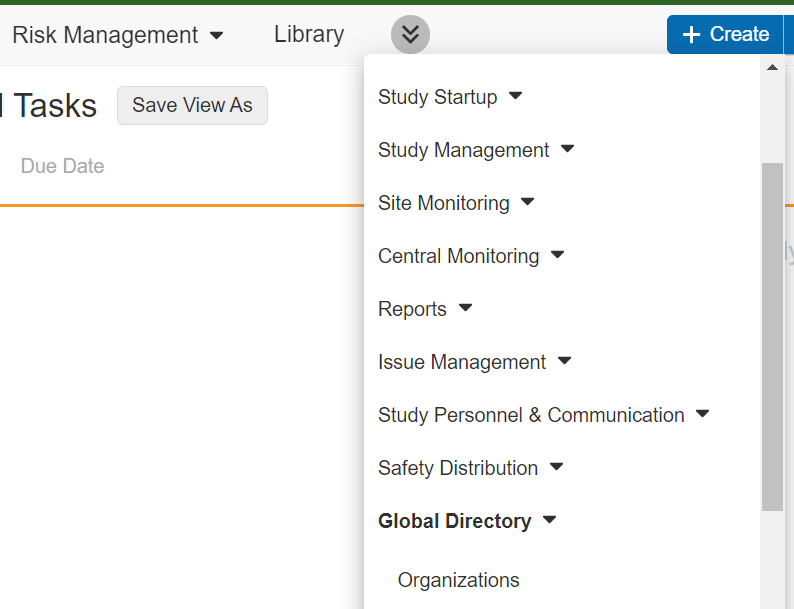 Risk Management
Library
Create
Tasks
Save View As
Due Date
Study Startup
Study Management
Site Monitoring
Central Monitoring
Reports
Issue Management
Study Personnel & Communication
Safety Distribution
Global Directory
Organizations